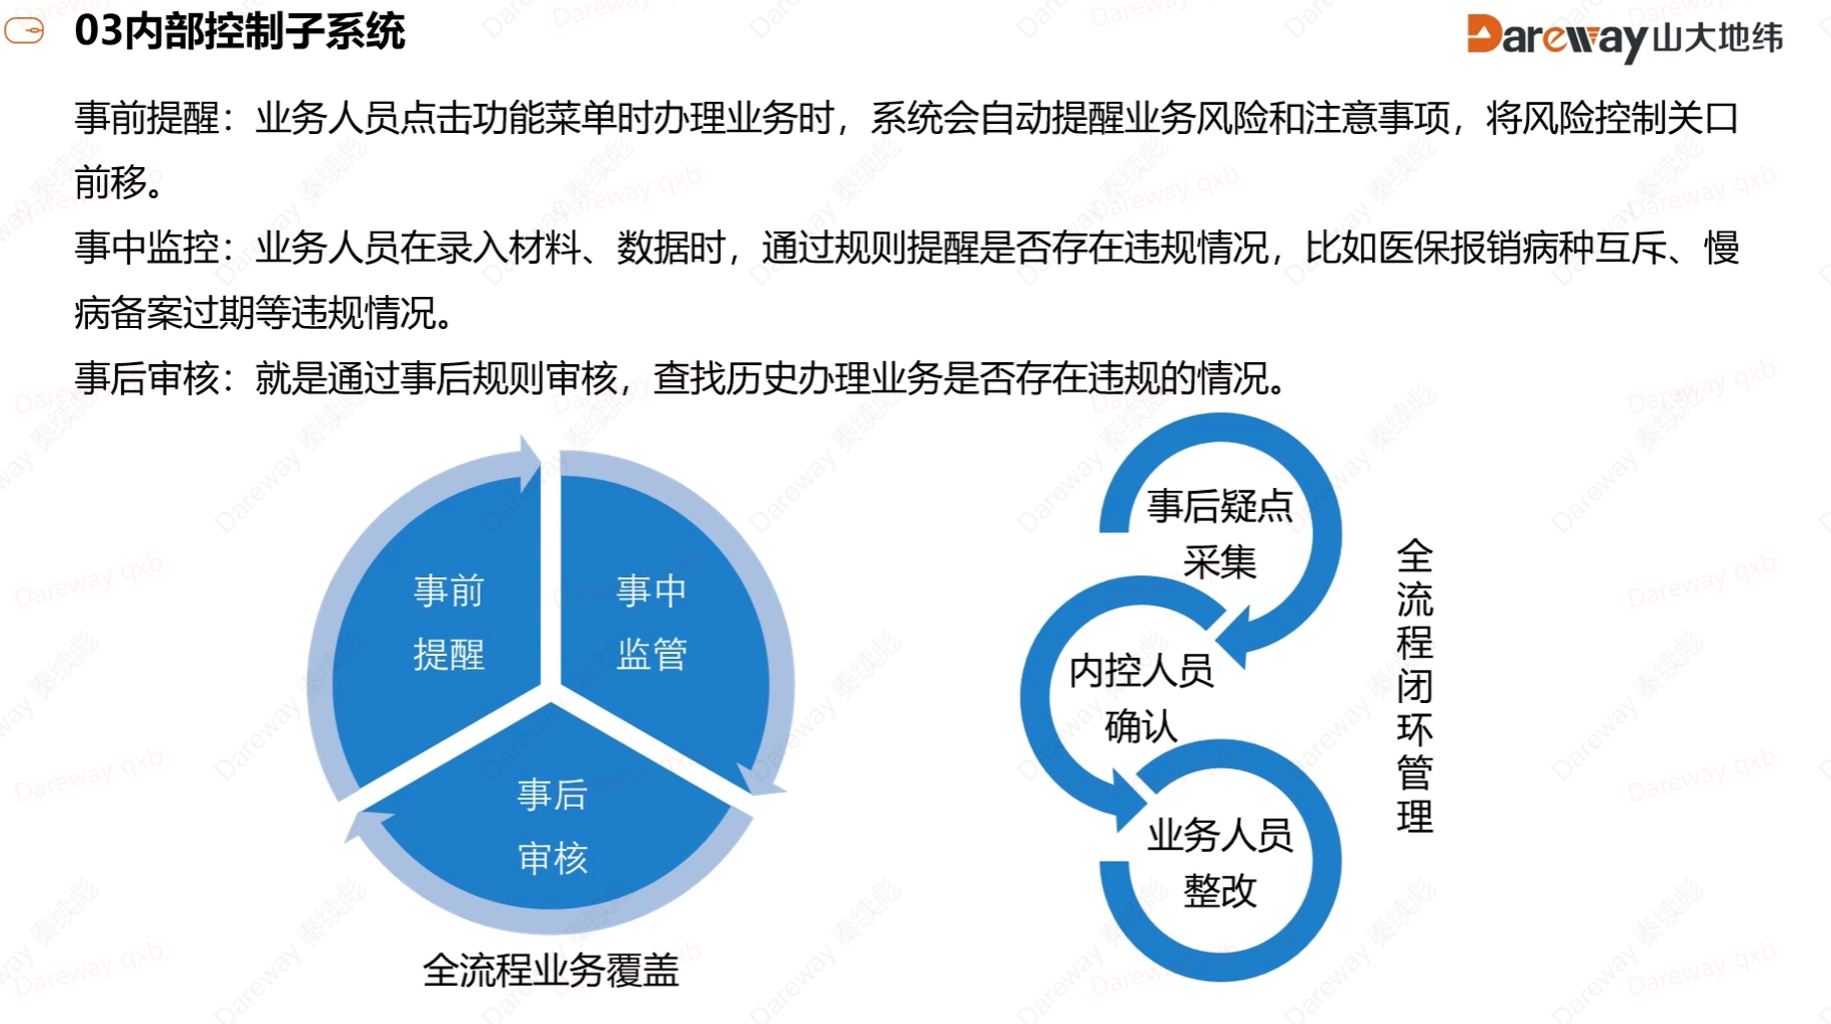 03内部控制子系统
Dareway山大地纬
事前提醒：业务人员点击功能菜单时办理业务时，系统会自动提醒业务风险和注意事项，将风险控制关口
前移。
事中监控：业务人员在录入材料、数据时，通过规则提醒是否存在违规情况，比如医保报销病种互斥、慢
病备案过期等违规情况。
事后审核：就是通过事后规则审核，查找历史办理业务是否存在违规的情况。
事前
提醒
事中
监管
事后
审核
全流程业务覆盖
事后疑点
采集
内控人员
确认
业务人员
整改
全流程闭环管理
Dareway 秦续彪
Dareway qxb